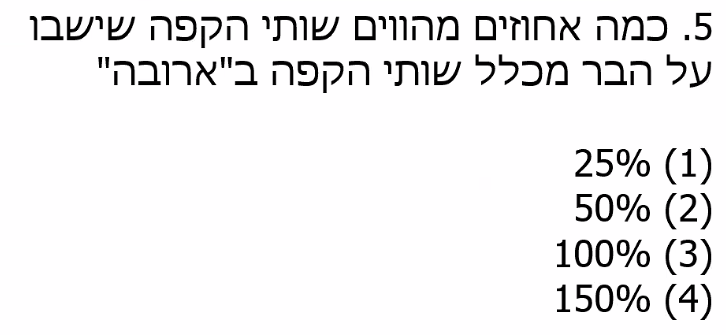 5. כמה אחוזים מהווים שותי הקפה שישבו
על הבר מכלל שותי הקפה ב"ארובה"
(1) 25%
(2) 50%
(3) 100%
(4) 150%